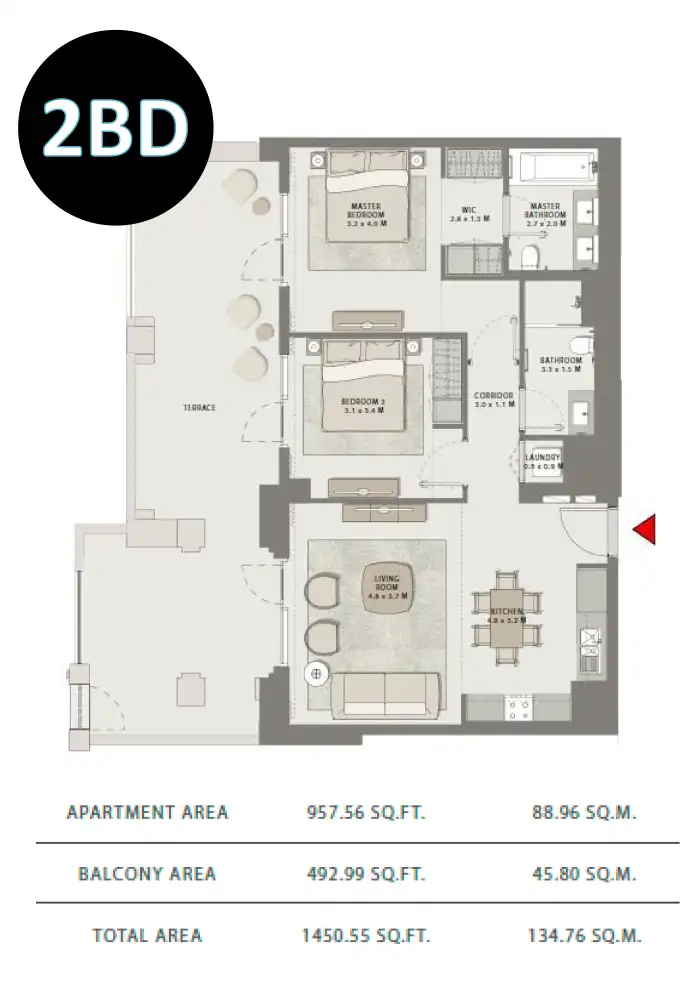 2BD
MASTER
BEDROOM
3.2 x 4.0 M
WIC
2.8 x 1.5 M
MASTER
BATHROOM
2.7 x 2.0 M
BATHROOM
3.3 x 1.5 M
BEDROOM 2
3.1 x 3.4 M
CORRIDOR
3.0 x 1.1 M
TERRACE
LAUNDRY
0.9 x 0.9 M
LIVING
ROOM
4.8 x 3.7 M
KITCHEN
4.8 x 3.2 M
APARTMENT AREA 957.56 SQ.FT. 88.96 SQ.M.
BALCONY AREA 492.99 SQ.FT. 45.80 SQ.M.
TOTAL AREA 1450.55 SQ.FT. 134.76 SQ.M.